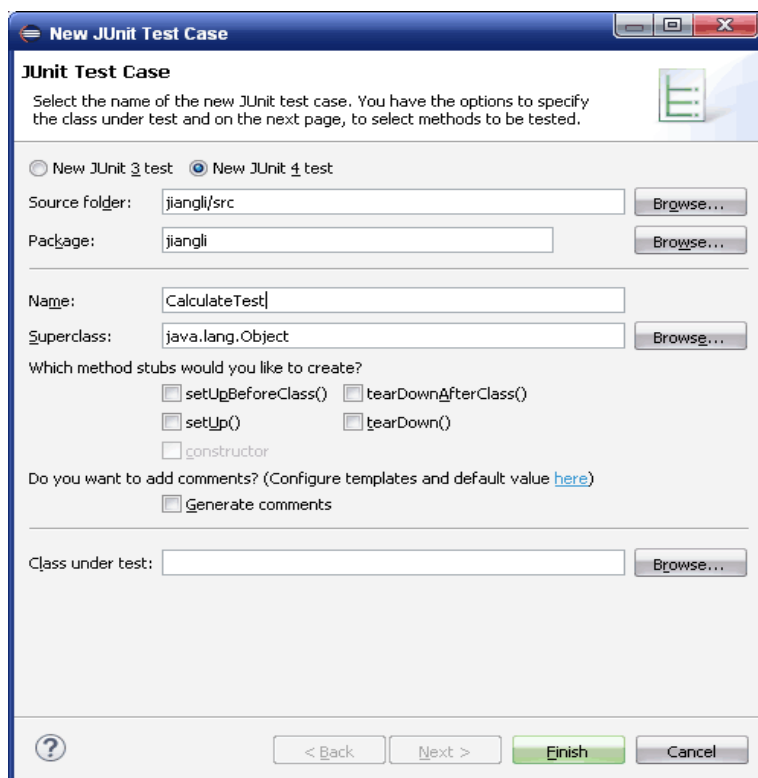 New JUnit Test Case
JUnit Test Case
Select the name of the new JUnit test case. You have the options to specify
the class under test and on the next page, to select methods to be tested.
New JUnit 3 test New JUnit 4 test
Source folder: jiangli/src Browse...
Package: jiangli Browse...
Name: CalculateTest
Superclass: java.lang.Object Browse...
Which method stubs would you like to create?
setUpBeforeClass() tearDownAfterClass()
setUp() tearDown()
constructor
Do you want to add comments? (Configure templates and default value here)
Generate comments
Class under test: Browse...
? < Back Next > Finish Cancel